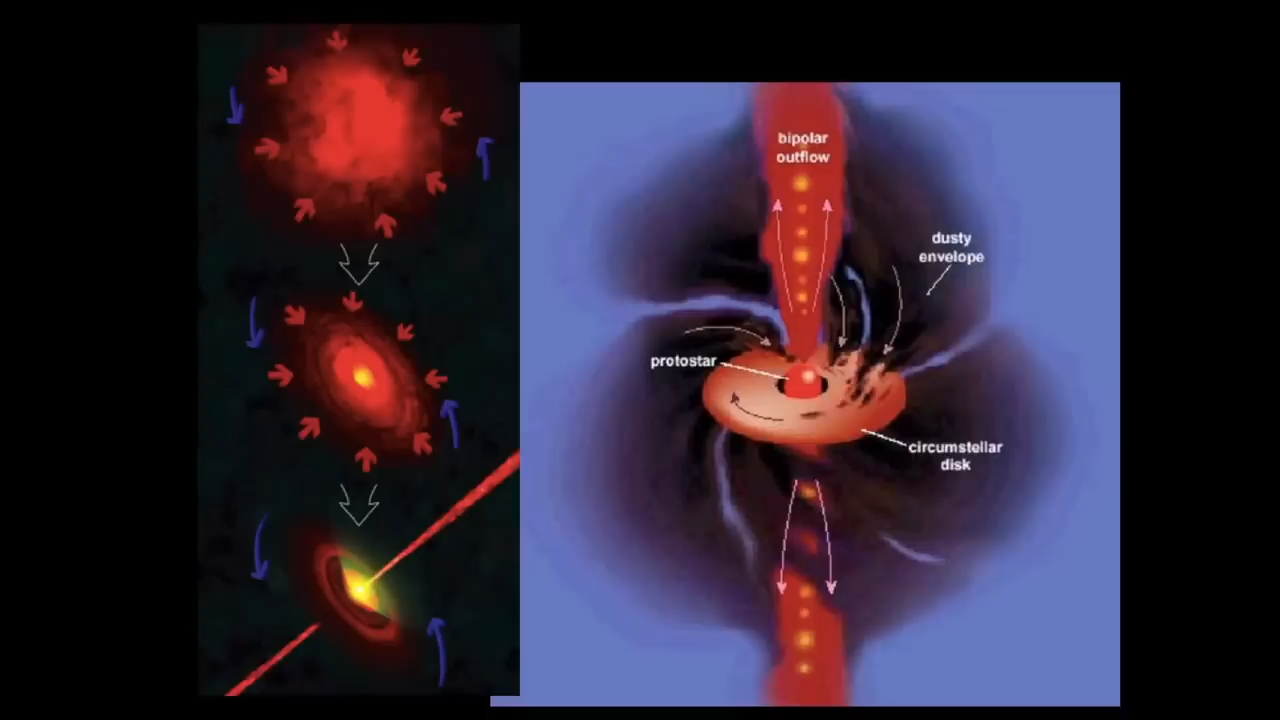 bipolar
outflow
dusty
envelope
protostar
circumstellar
disk